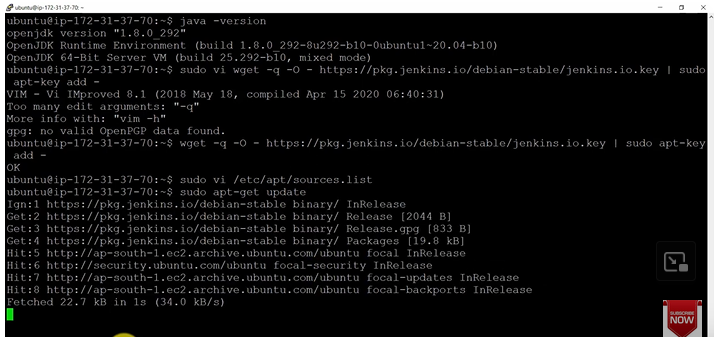 ubuntu@ip-172-31-37-70: ~
ubuntu@ip-172-31-37-70:~$ java -version
openjdk version "1.8.0_292"
OpenJDK Runtime Environment (build 1.8.0_292-8u292-b10-0ubuntu1~20.04-b10)
OpenJDK 64-Bit Server VM (build 25.292-b10, mixed mode)
ubuntu@ip-172-31-37-70:~$ sudo vi wget -q -O - https://pkg.jenkins.io/debian-stable/jenkins.io.key | sudo
apt-key add -
VIM - Vi IMproved 8.1 (2018 May 18, compiled Apr 15 2020 06:40:31)
Too many edit arguments: "-q"
More info with: "vim -h"
gpg: no valid OpenPGP data found.
ubuntu@ip-172-31-37-70:~$ wget -q -O - https://pkg.jenkins.io/debian-stable/jenkins.io.key | sudo apt-key
add -
OK
ubuntu@ip-172-31-37-70:~$ sudo vi /etc/apt/sources.list
ubuntu@ip-172-31-37-70:~$ sudo apt-get update
Ign:1 https://pkg.jenkins.io/debian-stable binary/ InRelease
Get:2 https://pkg.jenkins.io/debian-stable binary/ Release [2044 B]
Get:3 https://pkg.jenkins.io/debian-stable binary/ Release.gpg [833 B]
Get:4 https://pkg.jenkins.io/debian-stable binary/ Packages [19.8 kB]
Hit:5 http://ap-south-1.ec2.archive.ubuntu.com/ubuntu focal InRelease
Hit:6 http://security.ubuntu.com/ubuntu focal-security InRelease
Hit:7 http://ap-south-1.ec2.archive.ubuntu.com/ubuntu focal-updates InRelease
Hit:8 http://ap-south-1.ec2.archive.ubuntu.com/ubuntu focal-backports InRelease
Fetched 22.7 kB in 1s (34.0 kB/s)
SUBSCRIBE
NOW